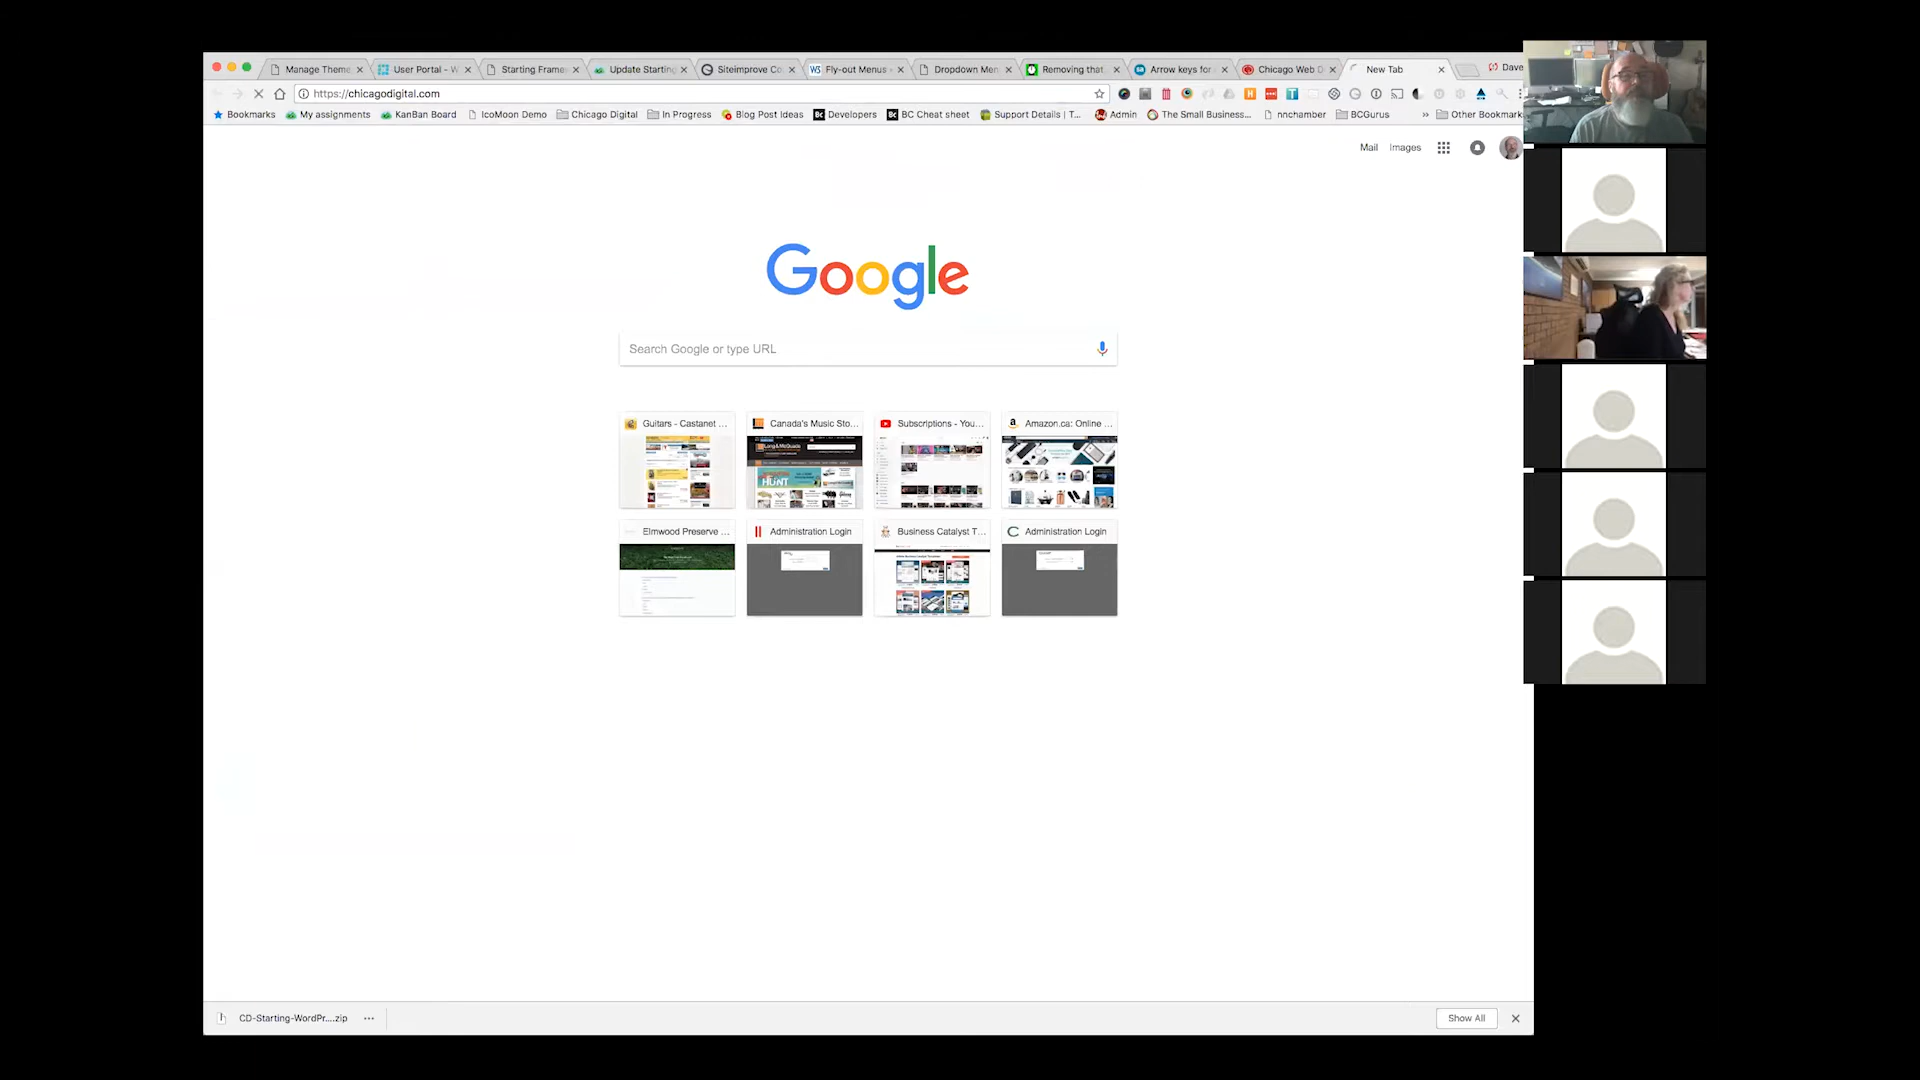 Manage Theme User Portal - W Starting Frame Update Starting Siteimprove Co Fly-out Menus Dropdown Men Removing that Arrow keys for Chicago Web D New Tab Dave
https://chicagodigital.com
Bookmarks My assignments KanBan Board IcoMoon Demo Chicago Digital In Progress Blog Post Ideas Bc Developers Bc BC Cheat sheet Support Details | T... Admin The Small Business... nnchamber BCGurus » Other Bookmark
Mail Images
Google
Search Google or type URL
Guitars - Castanet ... Canada's Music Sto... Subscriptions - You... Amazon.ca: Online ...
Elmwood Preserve ... Administration Login Business Catalyst T... Administration Login
CD-Starting-WordPr....zip Show All